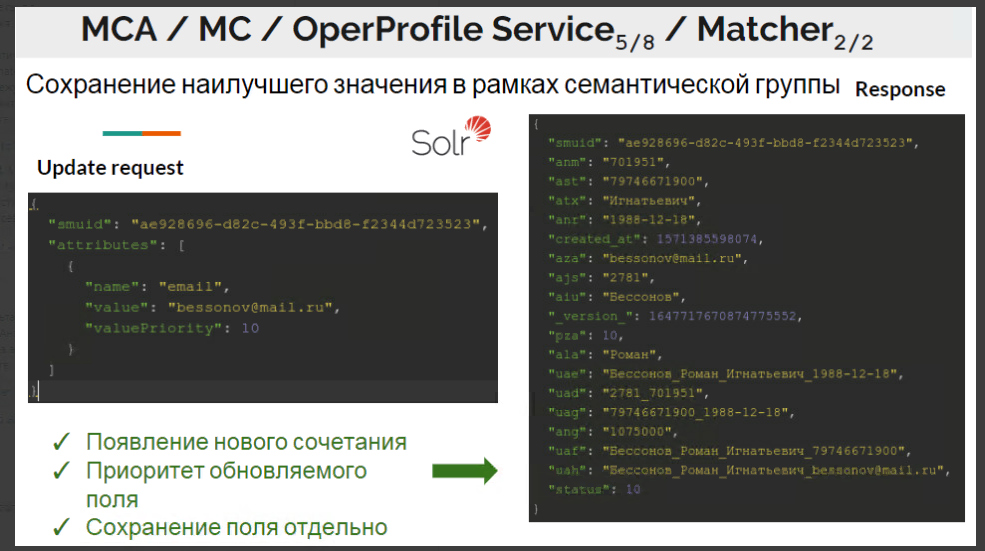 MCA / MC / OperProfile Service5/8 / Matcher2/2
Сохранение наилучшего значения в рамках семантической группы
Response
Solr
Update request
{
"smuid": "ae928696-d82c-493f-bbd8-f2344d723523",
"attributes": [
{
"name": "email",
"value": "bessonov@mail.ru",
"valuePriority": 10
}
]
}
✓ Появление нового сочетания
✓ Приоритет обновляемого
поля
✓ Сохранение поля отдельно
{
"smuid": "ae928696-d82c-493f-bbd8-f2344d723523",
"anm": "701951",
"ast": "79746671900",
"atx": "Игнатьевич",
"anr": "1988-12-18",
"created_at": 1571385598074,
"aza": "bessonov@mail.ru",
"ajs": "2781",
"aiu": "Бессонов",
"_version_": 1647717670874775552,
"pza": 10,
"ala": "Роман",
"uae": "Бессонов_Роман_Игнатьевич_1988-12-18",
"uad": "2781_701951",
"uag": "79746671900_1988-12-18",
"ang": "1075000",
"uaf": "Бессонов_Роман_Игнатьевич_79746671900",
"uah": "Бессонов_Роман_Игнатьевич_bessonov@mail.ru",
"status": 10
}